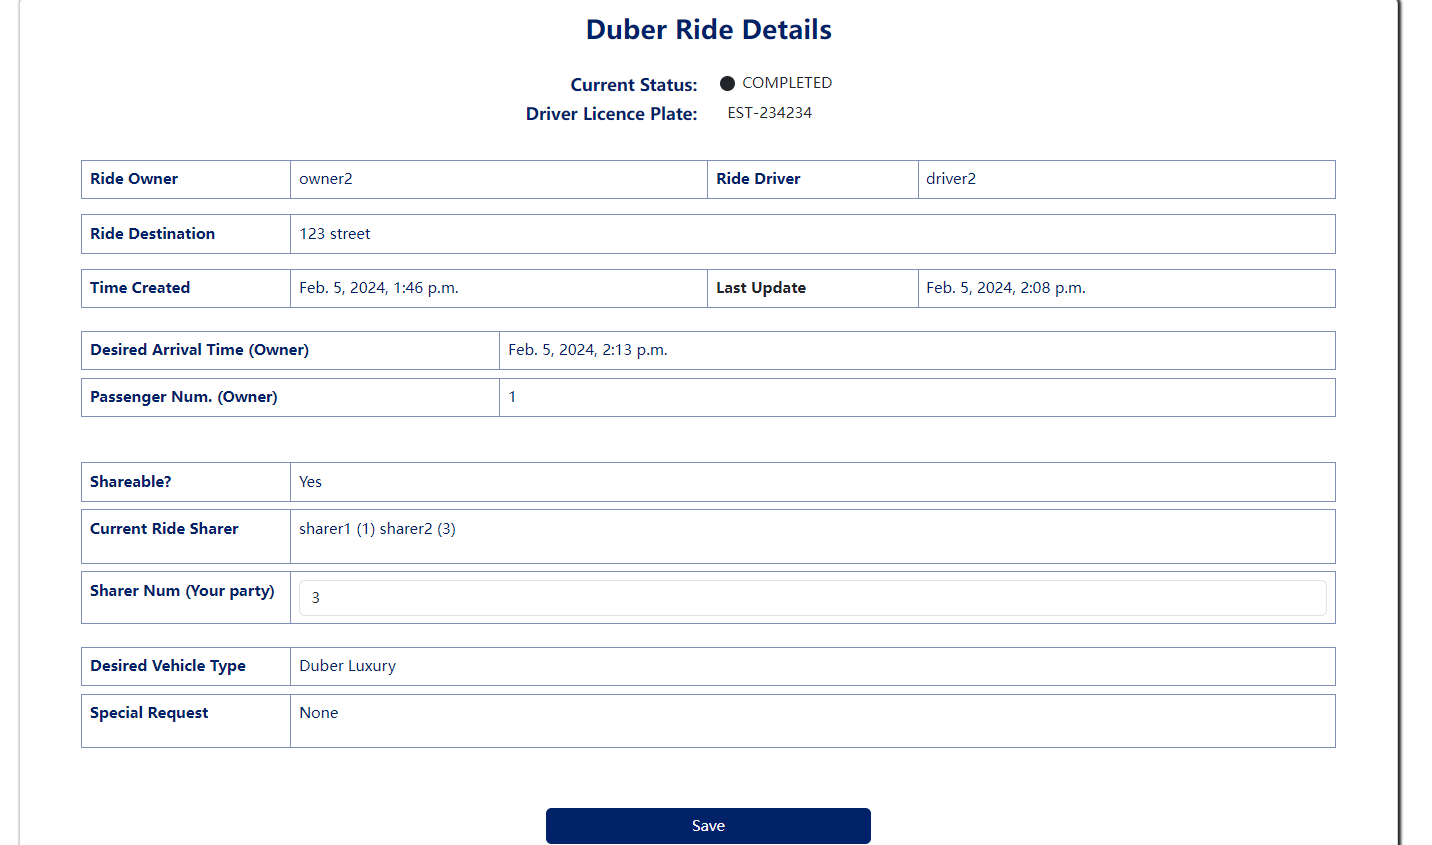 Duber Ride Details
Current Status: COMPLETED
Driver Licence Plate: EST-234234
Ride Owner owner2 Ride Driver driver2
Ride Destination 123 street
Time Created Feb. 5, 2024, 1:46 p.m. Last Update Feb. 5, 2024, 2:08 p.m.
Desired Arrival Time (Owner) Feb. 5, 2024, 2:13 p.m.
Passenger Num. (Owner) 1
Shareable? Yes
Current Ride Sharer sharer1 (1) sharer2 (3)
Sharer Num (Your party) 3
Desired Vehicle Type Duber Luxury
Special Request None
Save